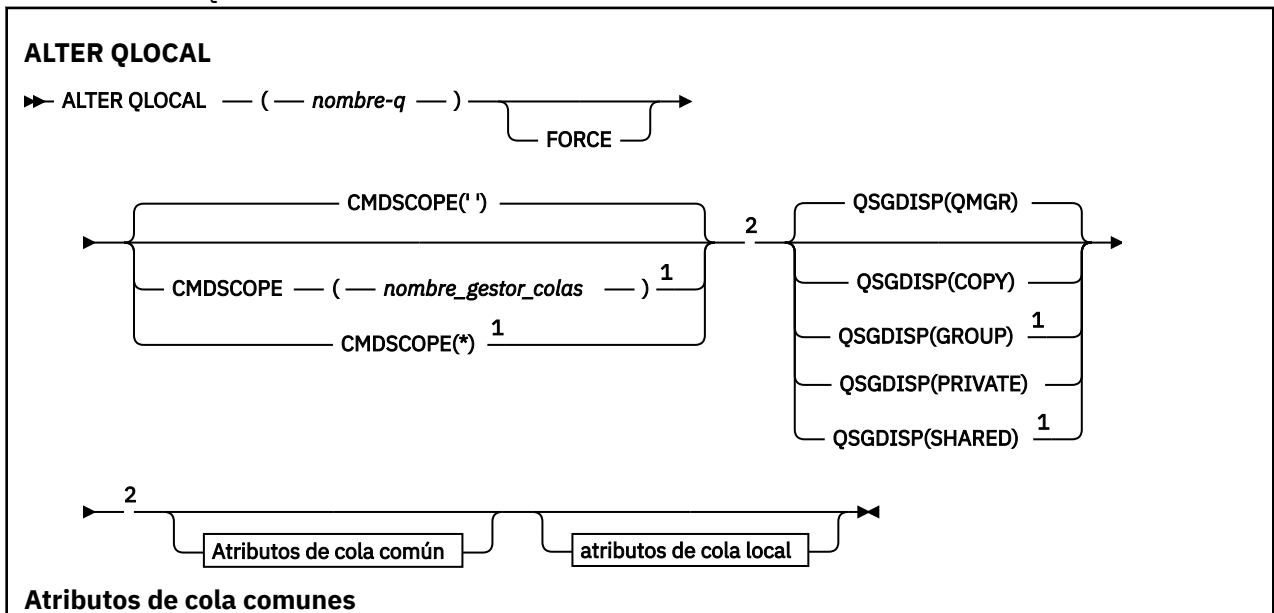 ALTER QLOCAL
ALTER QLOCAL ( nombre-q )
FORCE
CMDSCOPE(' ')
CMDSCOPE ( nombre_gestor_colas ) 1
CMDSCOPE(*) 1
2
QSGDISP(QMGR)
QSGDISP(COPY)
QSGDISP(GROUP) 1
QSGDISP(PRIVATE)
QSGDISP(SHARED) 1
2
Atributos de cola común
atributos de cola local
Atributos de cola comunes